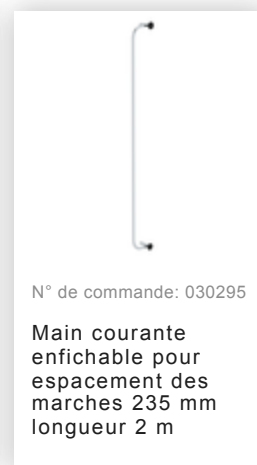 N° de commande: 030295
Main courante
enfichable pour
espacement des
marches 235 mm
longueur 2 m